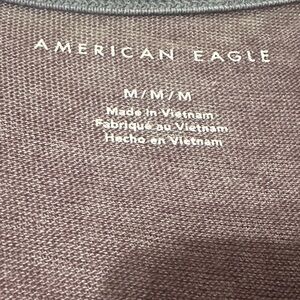 AMERICAN EAGLE
M/M/M
Made in Vietnam
Fabriqué au Vietnam
Hecho en Vietnam